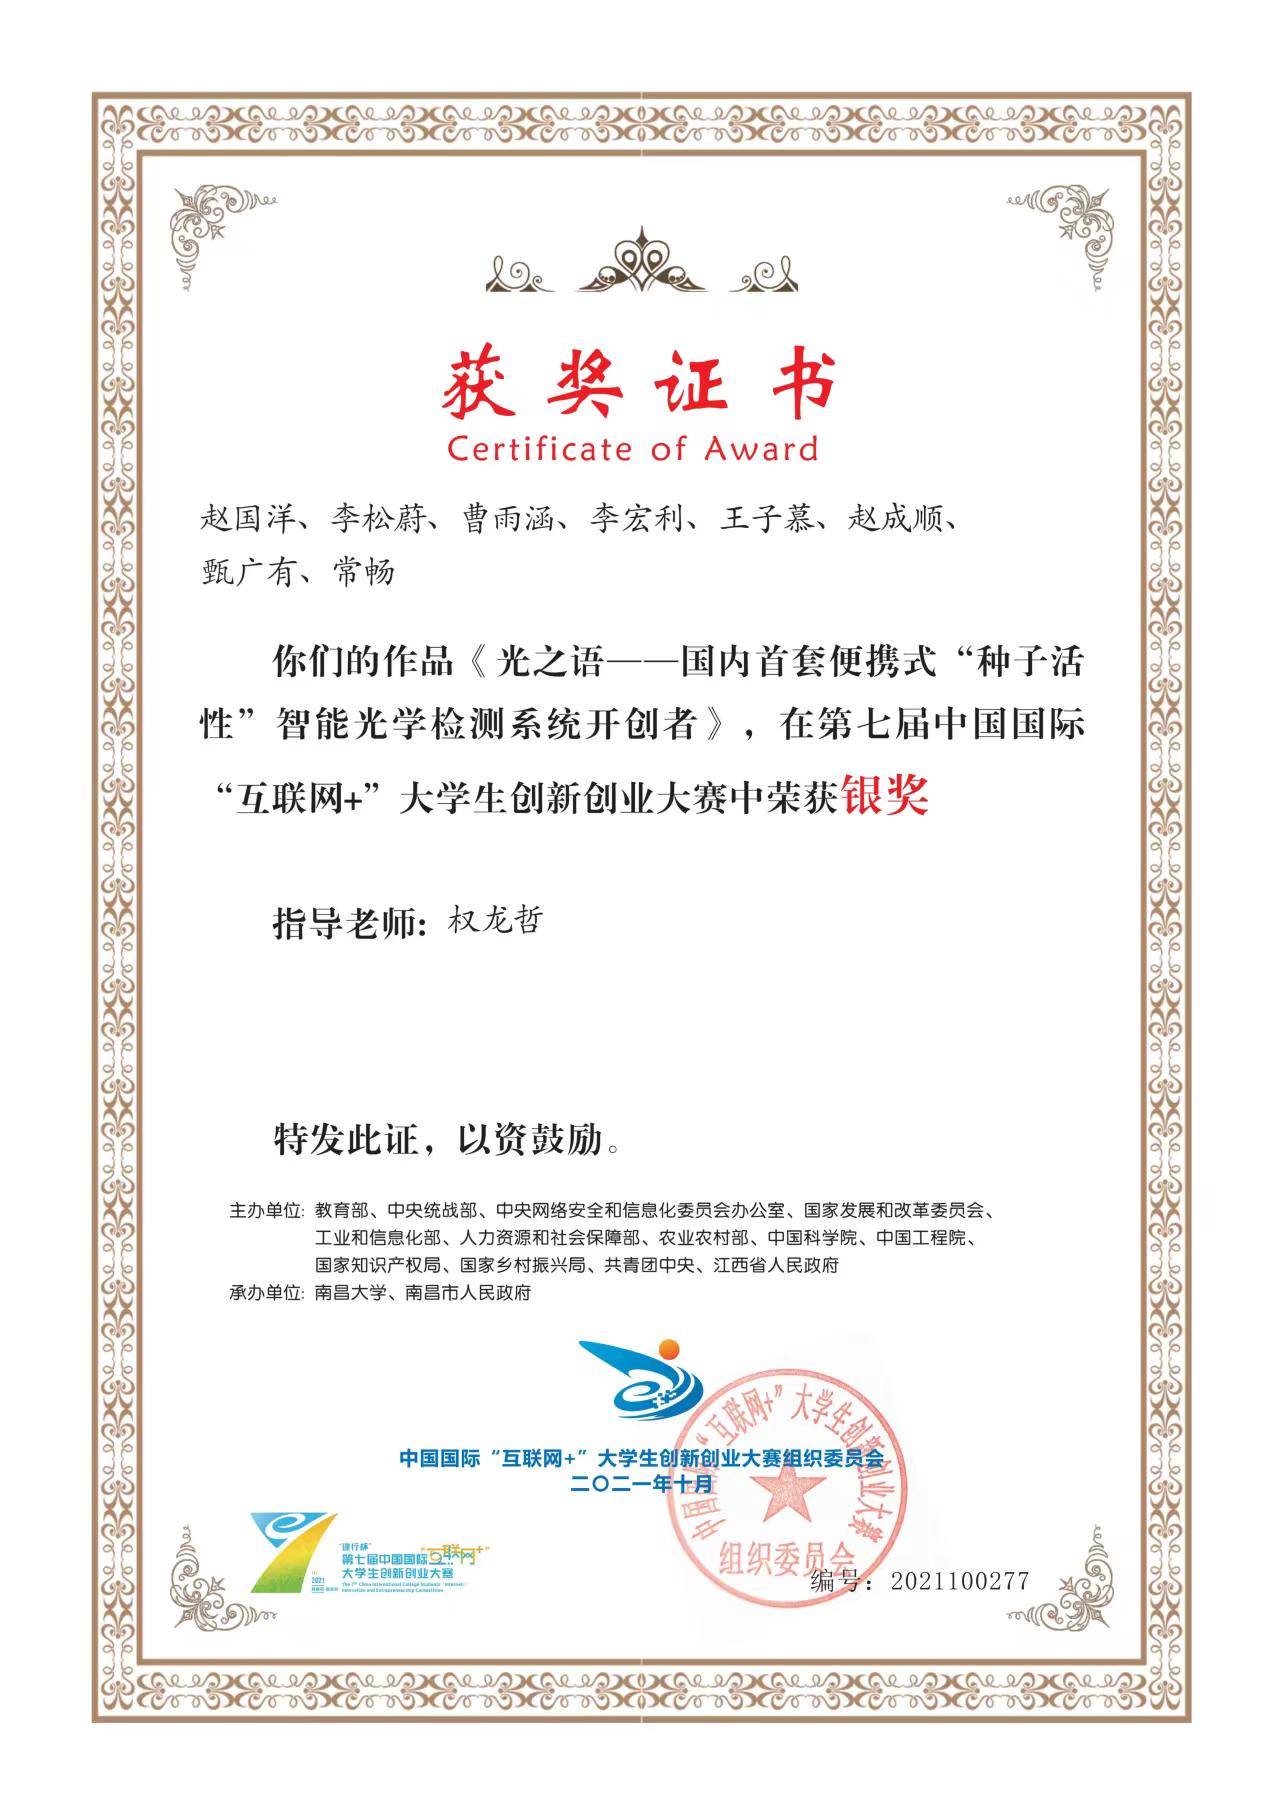 获奖证书
Certificate of Award
赵国洋、李松蔚、曹雨涵、李宏利、王子慕、赵成顺、
甄广有、常畅
你们的作品《光之语——国内首套便携式“种子活
性”智能光学检测系统开创者》，在第七届中国国际
“互联网+”大学生创新创业大赛中荣获银奖
指导老师：权龙哲
特发此证，以资鼓励。
主办单位：教育部、中央统战部、中央网络安全和信息化委员会办公室、国家发展和改革委员会、
工业和信息化部、人力资源和社会保障部、农业农村部、中国科学院、中国工程院、
国家知识产权局、国家乡村振兴局、共青团中央、江西省人民政府
承办单位：南昌大学、南昌市人民政府
中国国际“互联网+”大学生创新创业大赛组织委员会
二〇二一年十月
中国国际“互联网+”大学生创新创业大赛
组织委员会
“建行杯”
第七届中国国际“互联网+”
大学生创新创业大赛
The 7th China International College Students' "Internet+"
Innovation and Entrepreneurship Competition
2021
编号：2021100277